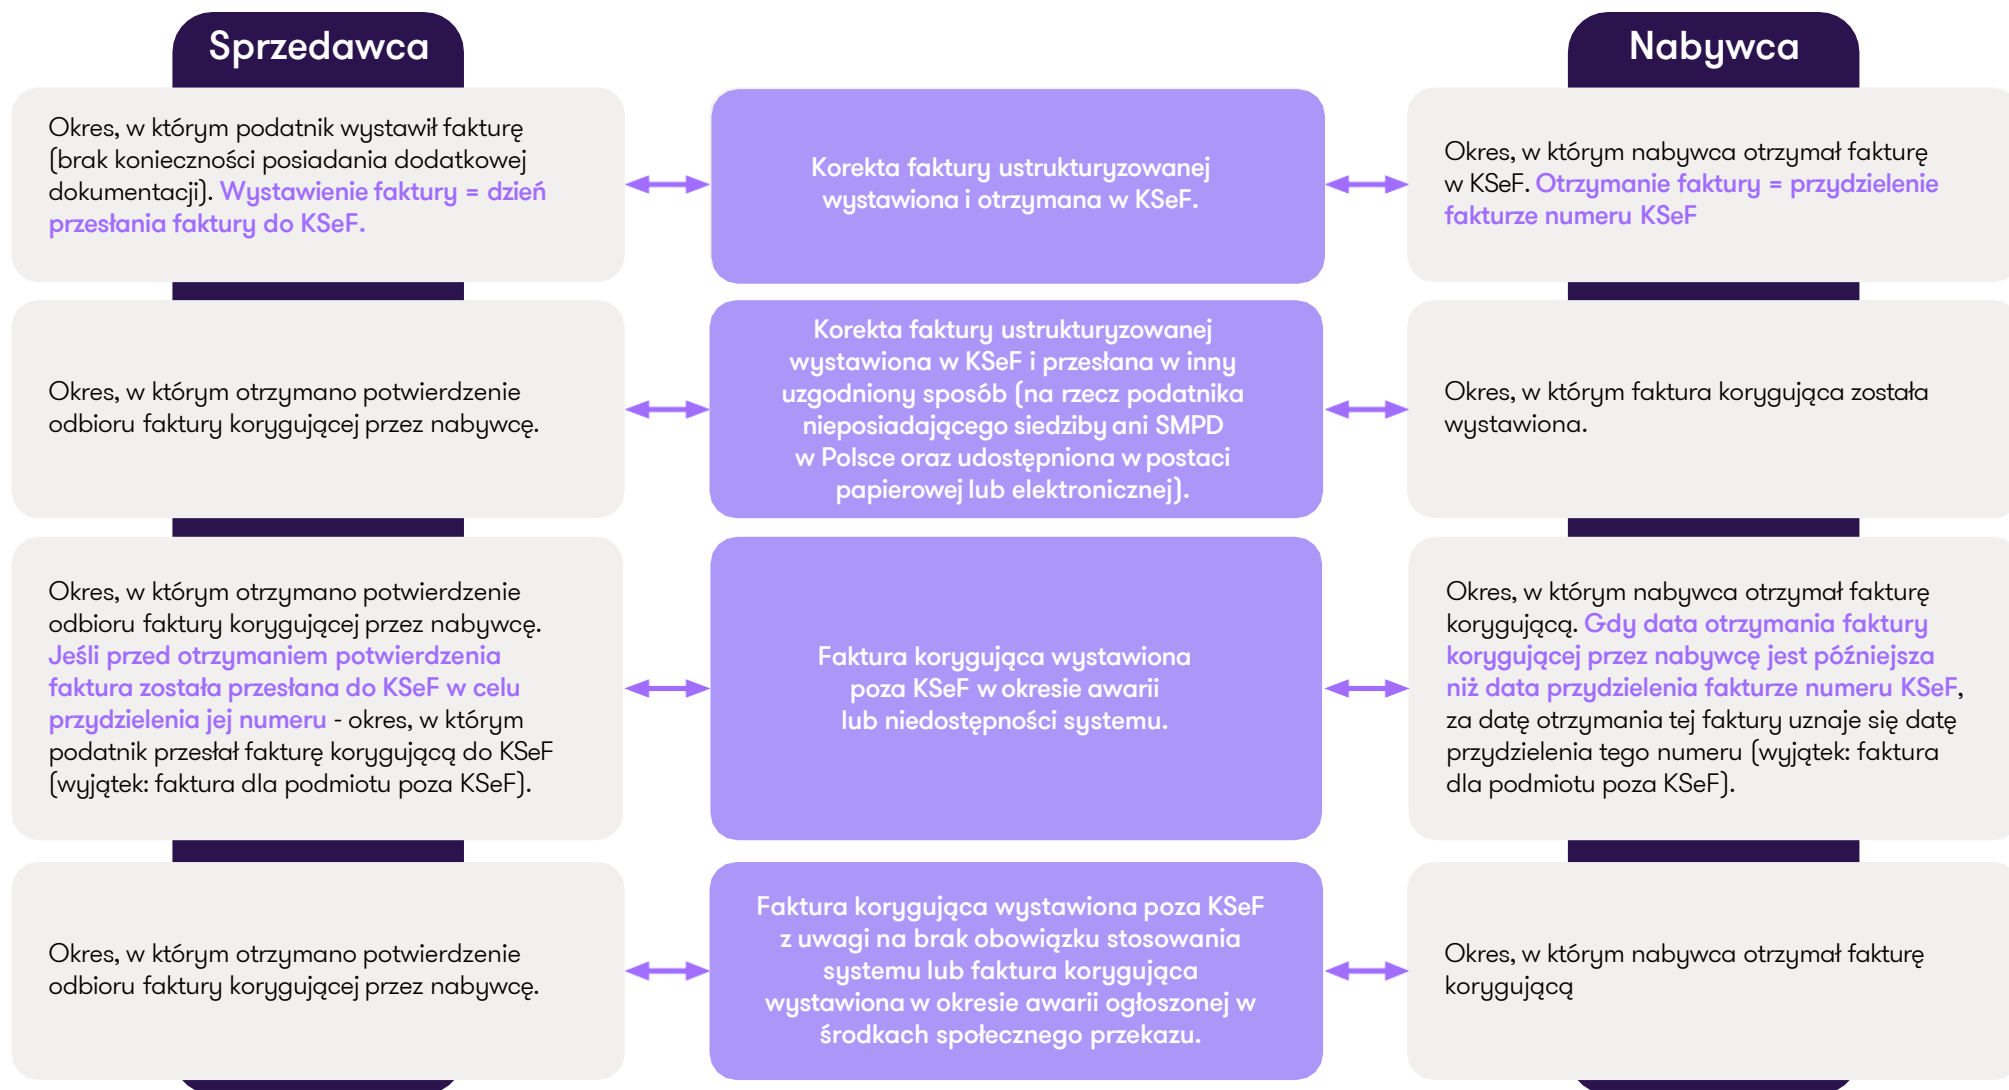 Sprzedawca
Nabywca
Okres, w którym podatnik wystawił fakturę
(brak konieczności posiadania dodatkowej
dokumentacji). Wystawienie faktury = dzień
przesłania faktury do KSeF.
Korekta faktury ustrukturyzowanej
wystawiona i otrzymana w KSeF.
Okres, w którym nabywca otrzymał fakturę
w KSeF. Otrzymanie faktury = przydzielenie
fakturze numeru KSeF
Okres, w którym otrzymano potwierdzenie
odbioru faktury korygującej przez nabywcę.
Korekta faktury ustrukturyzowanej
wystawiona w KSeF i przesłana w inny
uzgodniony sposób (na rzecz podatnika
nieposiadającego siedziby ani SMPD
w Polsce oraz udostępniona w postaci
papierowej lub elektronicznej).
Okres, w którym faktura korygująca została
wystawiona.
Okres, w którym otrzymano potwierdzenie
odbioru faktury korygującej przez nabywcę.
Jeśli przed otrzymaniem potwierdzenia
faktura została przesłana do KSeF w celu
przydzielenia jej numeru - okres, w którym
podatnik przesłał fakturę korygującą do KSeF
(wyjątek: faktura dla podmiotu poza KSeF).
Faktura korygująca wystawiona
poza KSeF w okresie awarii
lub niedostępności systemu.
Okres, w którym nabywca otrzymał fakturę
korygującą. Gdy data otrzymania faktury
korygującej przez nabywcę jest późniejsza
niż data przydzielenia fakturze numeru KSeF,
za datę otrzymania tej faktury uznaje się datę
przydzielenia tego numeru (wyjątek: faktura
dla podmiotu poza KSeF).
Okres, w którym otrzymano potwierdzenie
odbioru faktury korygującej przez nabywcę.
Faktura korygująca wystawiona poza KSeF
z uwagi na brak obowiązku stosowania
systemu lub faktura korygująca
wystawiona w okresie awarii ogłoszonej w
środkach społecznego przekazu.
Okres, w którym nabywca otrzymał fakturę
korygującą